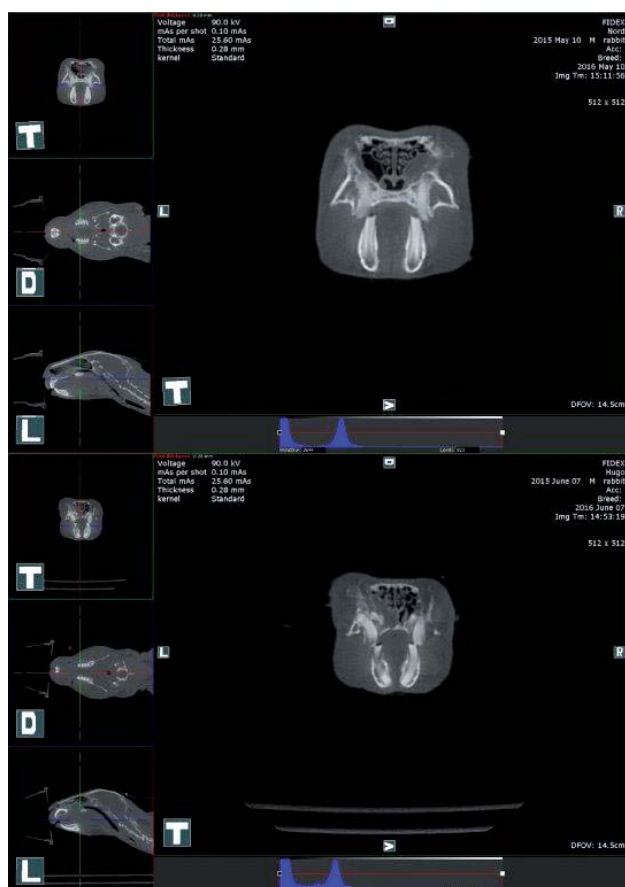 Voltage 90.0 kV
mAs per shot 0.10 mAs
Total mAs 25.60 mAs
Thickness 0.28 mm
kernel Standard
FIDEX
Nord
2015 May 10 M rabbit
Acc:
Breed:
2016 May 10
Img Tm: 15:11:56
512 x 512
T
D
L
L
R
T
V
DFOV: 14.5cm
Voltage 90.0 kV
mAs per shot 0.10 mAs
Total mAs 25.60 mAs
Thickness 0.28 mm
kernel Standard
D
FIDEX
Hugo
2015 June 07 M rabbit
Acc:
Breed:
2016 June 07
Img Tm: 14:53:19
512 x 512
T
D
L
L
R
T
V
DFOV: 14.5cm